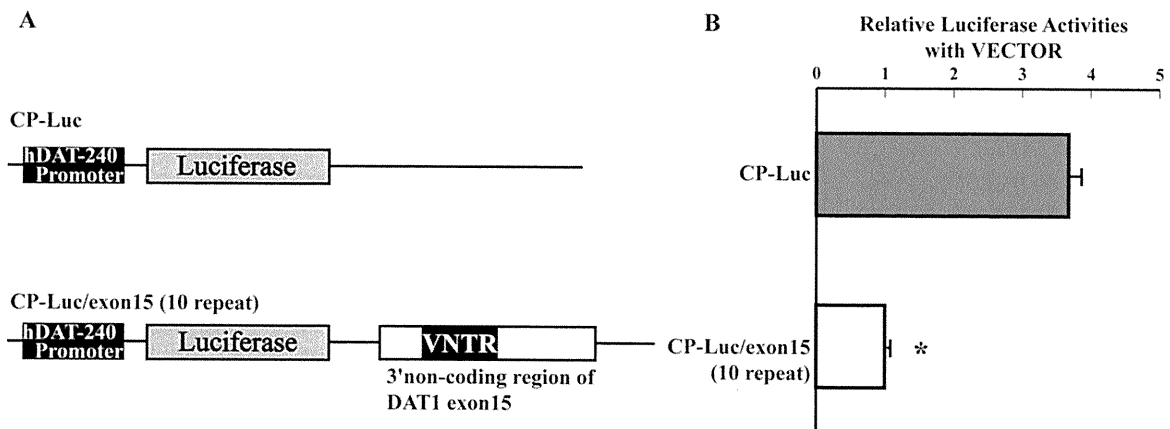 A
CP-Luc
hDAT-240
Promoter
Luciferase
CP-Luc/exon15 (10 repeat)
hDAT-240
Promoter
Luciferase
VNTR
3'non-coding region of
DAT1 exon15
B
Relative Luciferase Activities
with VECTOR
0 1 2 3 4 5
CP-Luc
CP-Luc/exon15
(10 repeat)
*